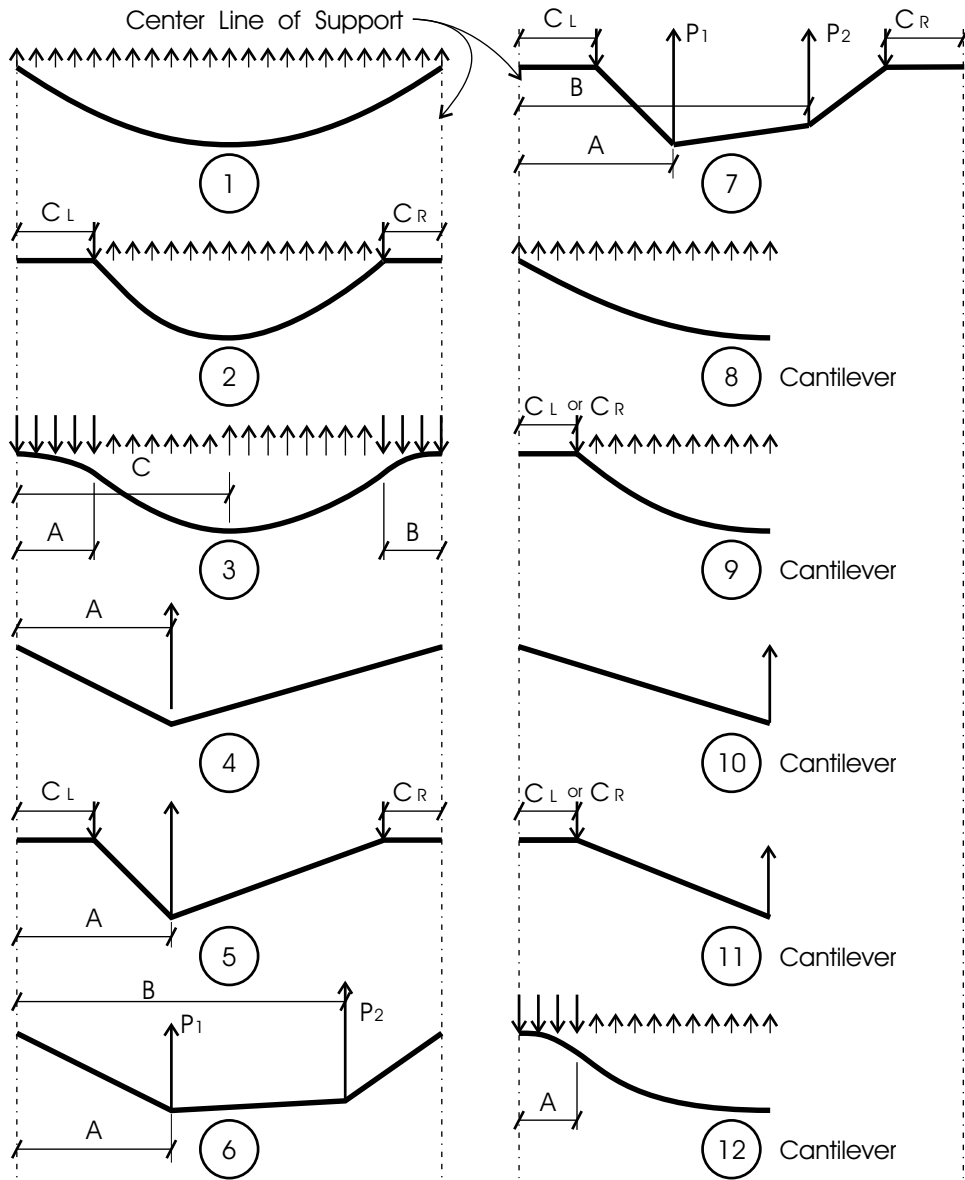 Center Line of Support
1
C L
C R
2
C
A
B
3
A
4
C L
C R
A
5
B
P1
P2
A
6
C L
P1
P2
C R
B
A
7
8 Cantilever
C L or C R
9 Cantilever
10 Cantilever
C L or C R
11 Cantilever
A
12 Cantilever